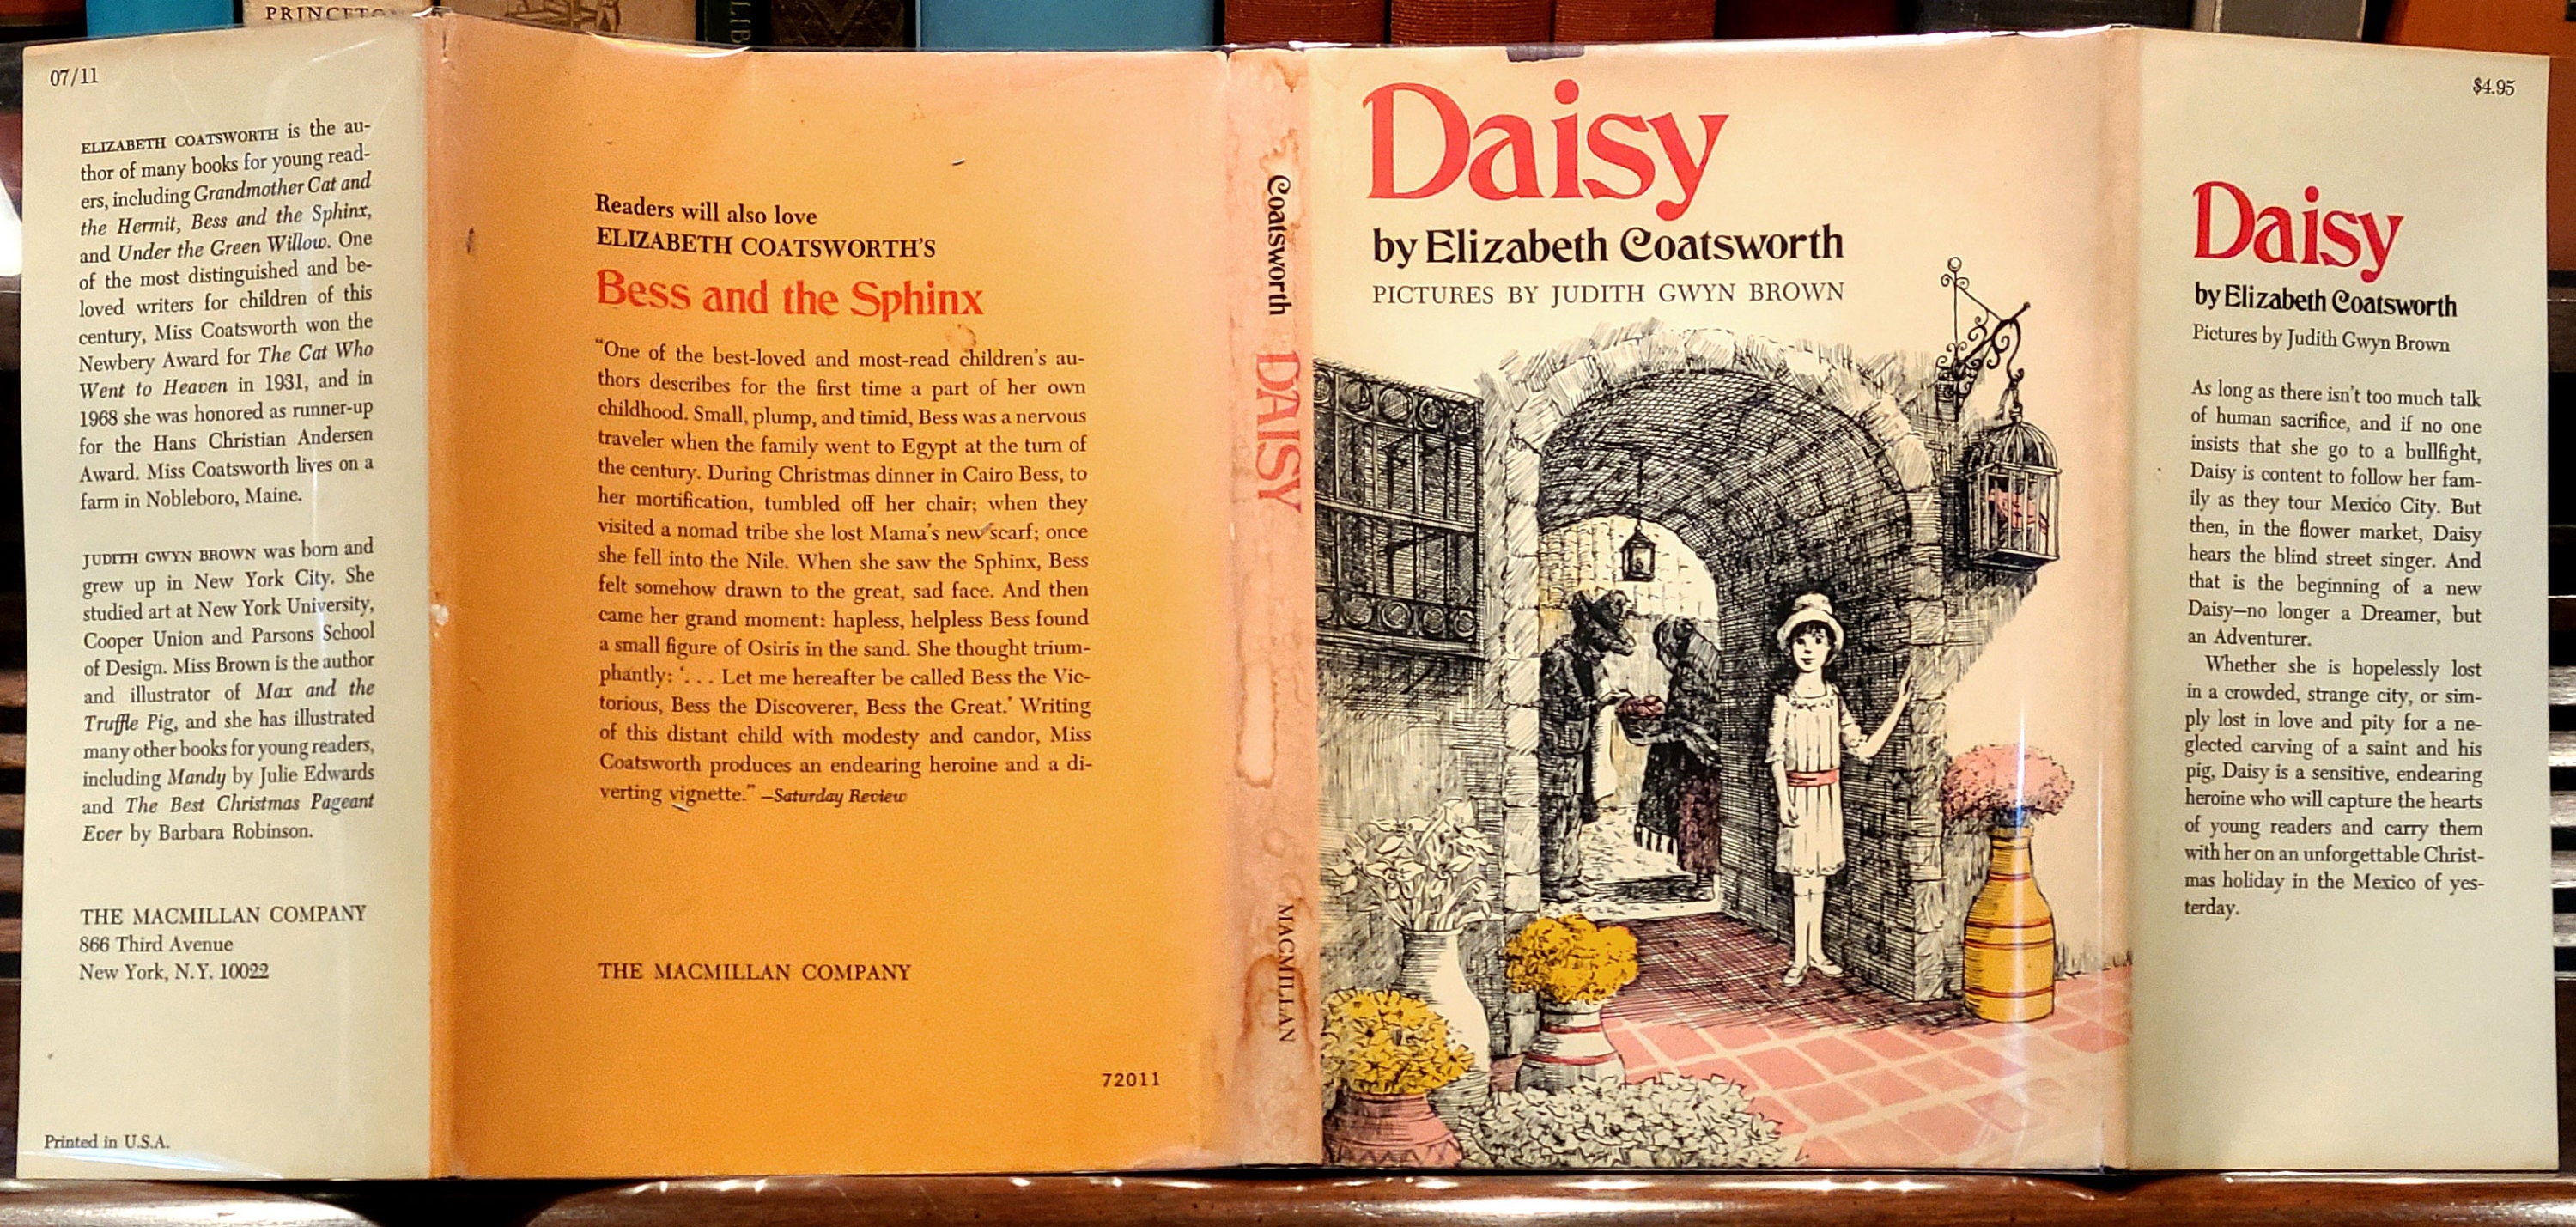 PRINCETON
LIB
07/11
ELIZABETH COATSWORTH is the au-
thor of many books for young read-
ers, including Grandmother Cat and
the Hermit, Bess and the Sphinx,
and Under the Green Willow. One
of the most distinguished and be-
loved writers for children of this
century, Miss Coatsworth won the
Newbery Award for The Cat Who
Went to Heaven in 1931, and in
1968 she was honored as runner-up
for the Hans Christian Andersen
Award. Miss Coatsworth lives on a
farm in Nobleboro, Maine.
JUDITH GWYN BROWN was born and
grew up in New York City. She
studied art at New York University,
Cooper Union and Parsons School
of Design. Miss Brown is the author
and illustrator of Max and the
Truffle Pig, and she has illustrated
many other books for young readers,
including Mandy by Julie Edwards
and The Best Christmas Pageant
Ever by Barbara Robinson.
THE MACMILLAN COMPANY
866 Third Avenue
New York, N.Y. 10022
Printed in U.S.A.
Readers will also love
ELIZABETH COATSWORTH'S
Bess and the Sphinx
"One of the best-loved and most-read children's au-
thors describes for the first time a part of her own
childhood. Small, plump, and timid, Bess was a nervous
traveler when the family went to Egypt at the turn of
the century. During Christmas dinner in Cairo Bess, to
her mortification, tumbled off her chair; when they
visited a nomad tribe she lost Mama's new scarf; once
she fell into the Nile. When she saw the Sphinx, Bess
felt somehow drawn to the great, sad face. And then
came her grand moment: hapless, helpless Bess found
a small figure of Osiris in the sand. She thought trium-
phantly: '. . . Let me hereafter be called Bess the Vic-
torious, Bess the Discoverer, Bess the Great.' Writing
of this distant child with modesty and candor, Miss
Coatsworth produces an endearing heroine and a di-
verting vignette." —Saturday Review
THE MACMILLAN COMPANY
72011
Coatsworth DAISY MACMILLAN
Daisy
by Elizabeth Coatsworth
PICTURES BY JUDITH GWYN BROWN
$4.95
Daisy
by Elizabeth Coatsworth
Pictures by Judith Gwyn Brown
As long as there isn't too much talk
of human sacrifice, and if no one
insists that she go to a bullfight,
Daisy is content to follow her fam-
ily as they tour Mexico City. But
then, in the flower market, Daisy
hears the blind street singer. And
that is the beginning of a new
Daisy—no longer a Dreamer, but
an Adventurer.
Whether she is hopelessly lost
in a crowded, strange city, or sim-
ply lost in love and pity for a ne-
glected carving of a saint and his
pig, Daisy is a sensitive, endearing
heroine who will capture the hearts
of young readers and carry them
with her on an unforgettable Christ-
mas holiday in the Mexico of yes-
terday.